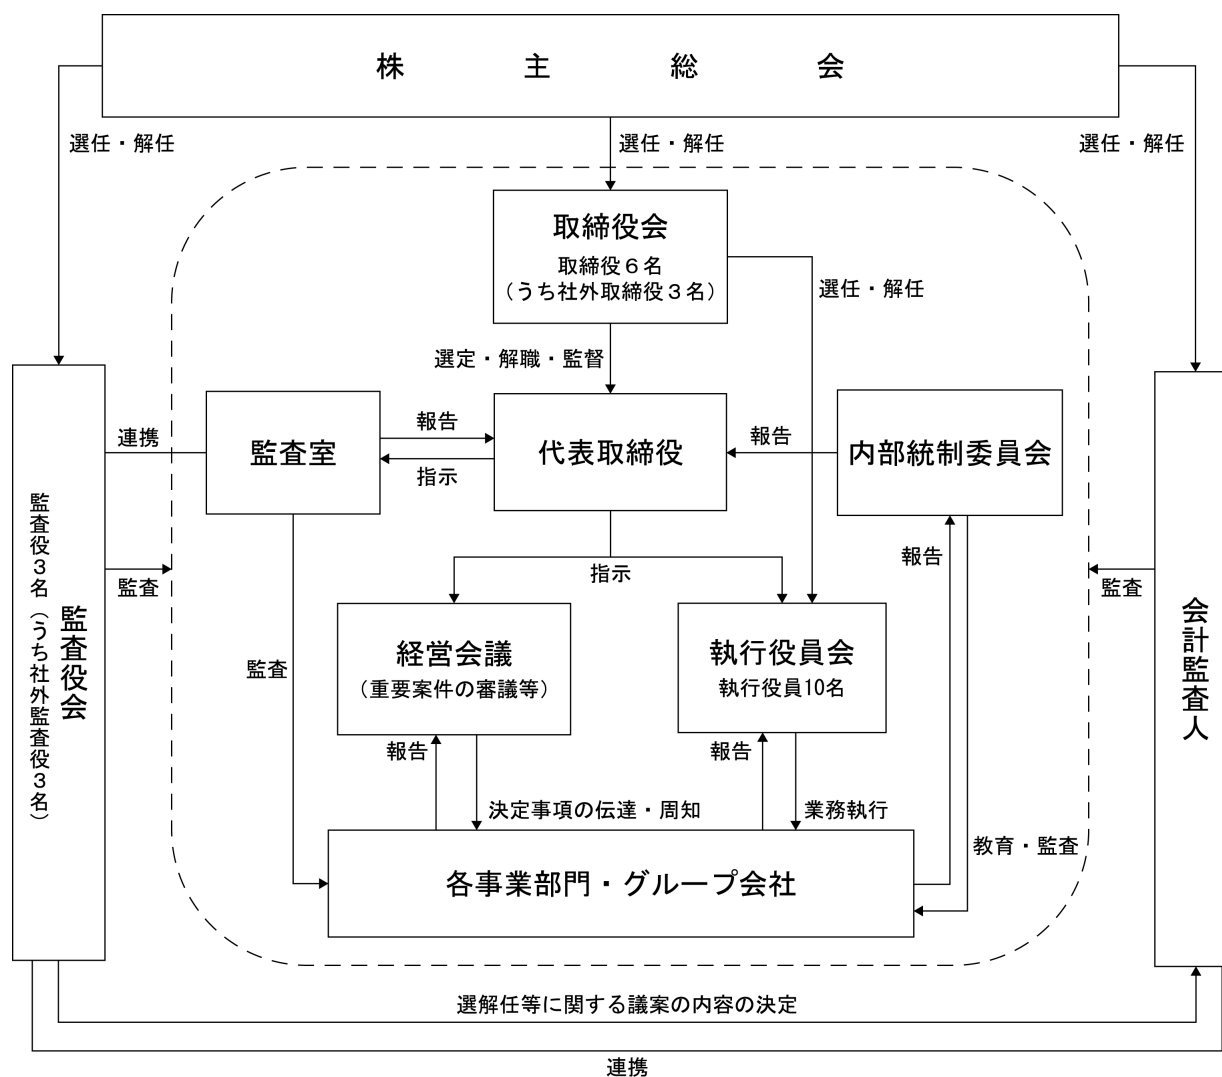 株主総会
選任・解任
選任・解任
選任・解任
取締役会
取締役６名
（うち社外取締役３名）
選任・解任
選定・解職・監督
監査室
報告
指示
代表取締役
報告
内部統制委員会
連携
監査役会
監査役３名（うち社外監査役３名）
監査
指示
報告
監査
会計監査人
経営会議
（重要案件の審議等）
執行役員会
執行役員10名
監査
報告
決定事項の伝達・周知
報告
業務執行
教育・監査
各事業部門・グループ会社
選解任等に関する議案の内容の決定
連携